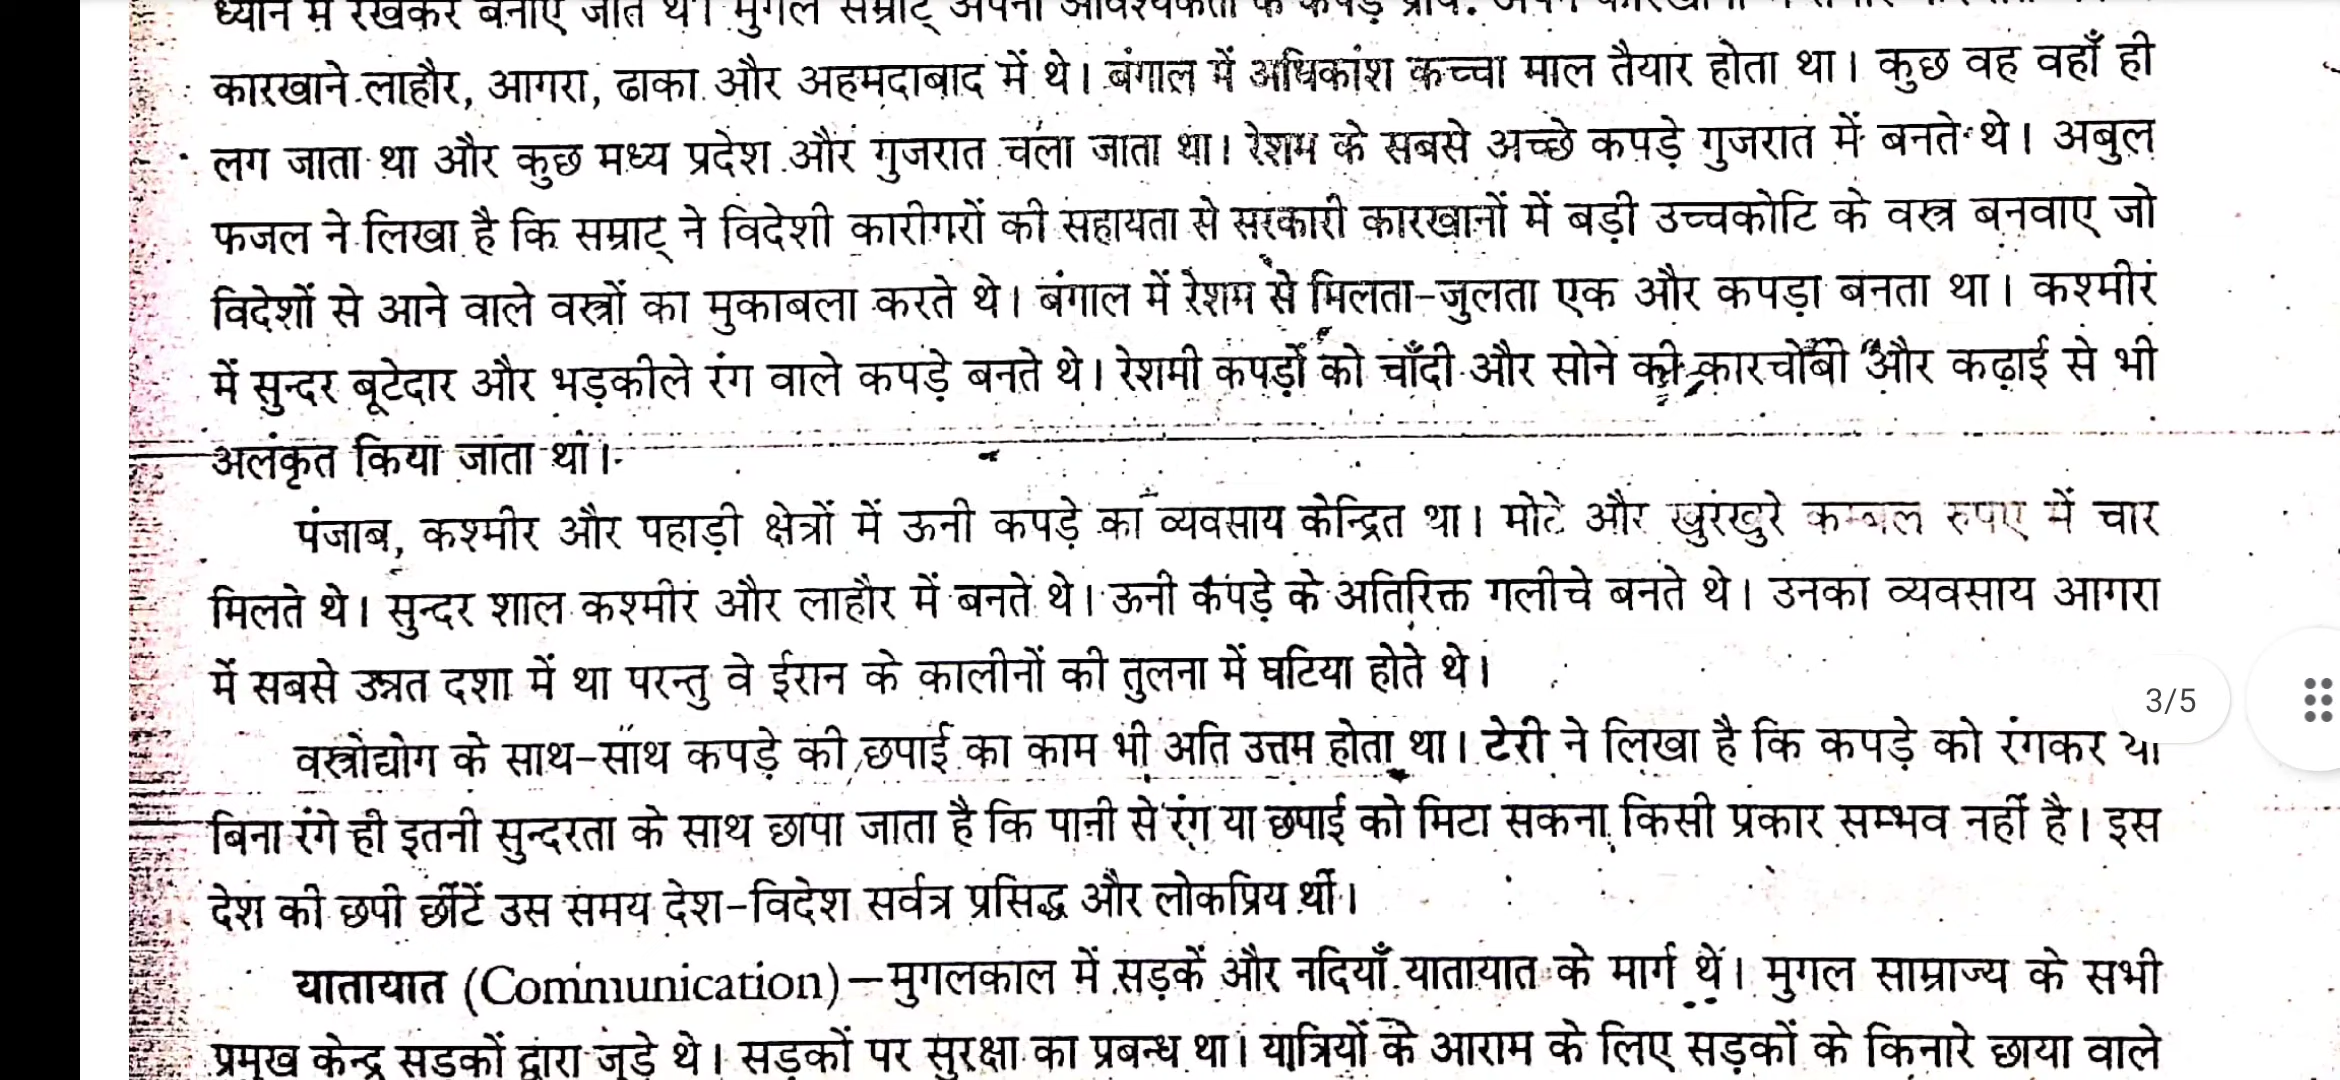 ध्यान में रखकर बनाए जाते थे। मुगल सम्राट् अपनी आवश्यकता के कपड़े प्रायः अपने
कारखाने लाहौर, आगरा, ढाका और अहमदाबाद में थे। बंगाल में अधिकांश कच्चा माल तैयार होता था। कुछ वह वहाँ ही
लग जाता था और कुछ मध्य प्रदेश और गुजरात चला जाता था। रेशम के सबसे अच्छे कपड़े गुजरात में बनते थे। अबुल
फजल ने लिखा है कि सम्राट् ने विदेशी कारीगरों की सहायता से सरकारी कारखानों में बड़ी उच्चकोटि के वस्त्र बनवाए जो
विदेशों से आने वाले वस्त्रों का मुकाबला करते थे। बंगाल में रेशम से मिलता-जुलता एक और कपड़ा बनता था। कश्मीर
में सुन्दर बूटेदार और भड़कीले रंग वाले कपड़े बनते थे। रेशमी कपड़ों को चाँदी और सोने की कारचोबी और कढ़ाई से भी
अलंकृत किया जाता था।
पंजाब, कश्मीर और पहाड़ी क्षेत्रों में ऊनी कपड़े का व्यवसाय केन्द्रित था। मोटे और खुरखुरे कम्बल रुपए में चार
मिलते थे। सुन्दर शाल कश्मीर और लाहौर में बनते थे। ऊनी कपड़े के अतिरिक्त गलीचे बनते थे। उनका व्यवसाय आगरा
में सबसे उन्नत दशा में था परन्तु वे ईरान के कालीनों की तुलना में घटिया होते थे।
3/5
वस्त्रोद्योग के साथ-साथ कपड़े की छपाई का काम भी अति उत्तम होता था। टेरी ने लिखा है कि कपड़े को रंगकर या
बिना रंगे ही इतनी सुन्दरता के साथ छापा जाता है कि पानी से रंग या छपाई को मिटा सकना किसी प्रकार सम्भव नहीं है। इस
देश की छपी छींटें उस समय देश-विदेश सर्वत्र प्रसिद्ध और लोकप्रिय थीं।
यातायात (Communication)—मुगलकाल में सड़कें और नदियाँ यातायात के मार्ग थें। मुगल साम्राज्य के सभी
प्रमुख केन्द्र सड़कों द्वारा जुड़े थे। सड़कों पर सुरक्षा का प्रबन्ध था। यात्रियों के आराम के लिए सड़कों के किनारे छाया वाले